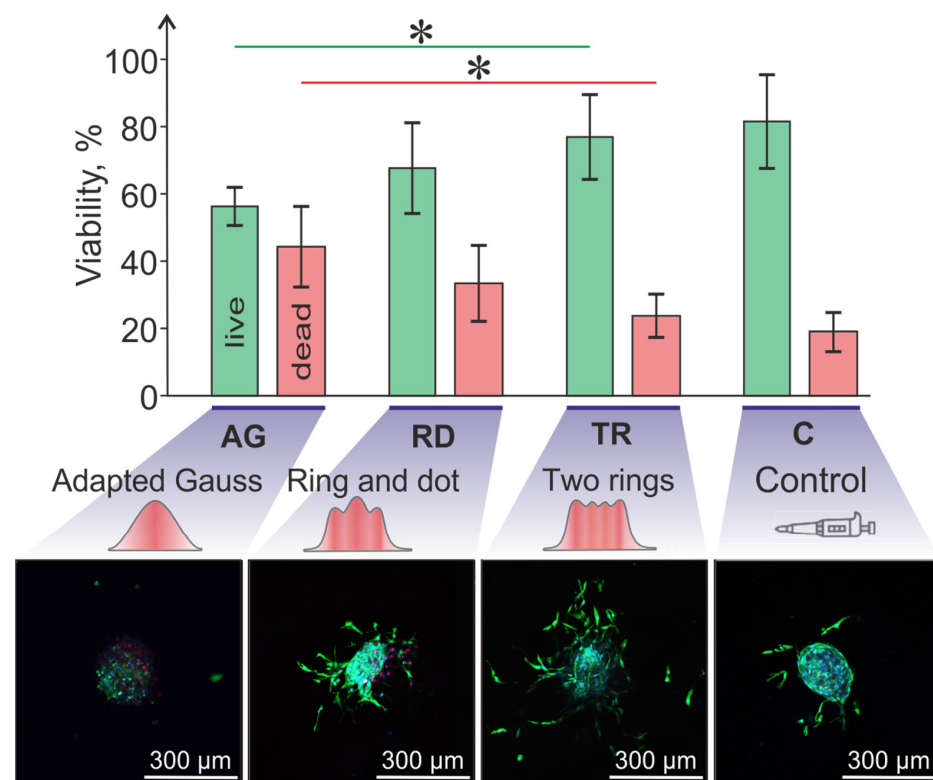 *
*
Viability, %
100
80
60
40
20
0
live
dead
AG
RD
TR
C
Adapted Gauss
Ring and dot
Two rings
Control
300 µm
300 µm
300 µm
300 µm